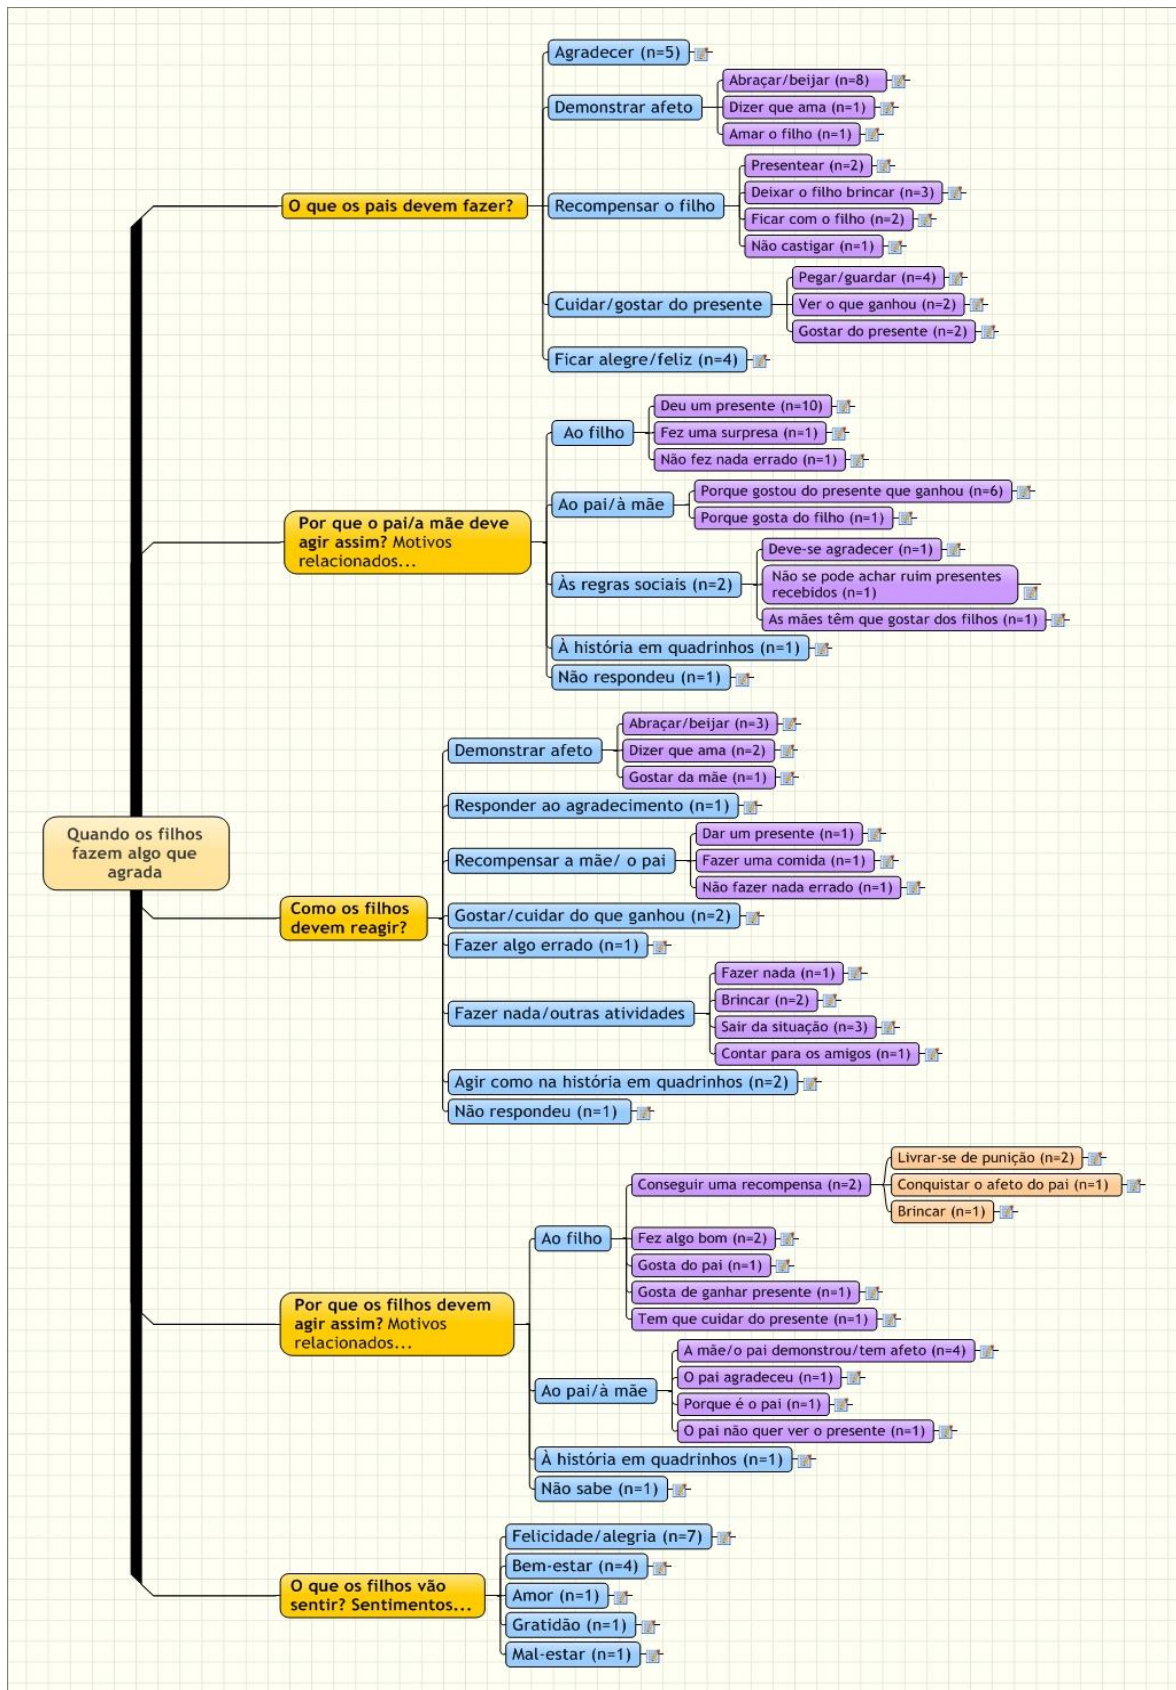 Quando os filhos
fazem algo que
agrada
O que os pais devem fazer?
Agradecer (n=5)
Demonstrar afeto
Abraçar/beijar (n=8)
Dizer que ama (n=1)
Amar o filho (n=1)
Recompensar o filho
Presentear (n=2)
Deixar o filho brincar (n=3)
Ficar com o filho (n=2)
Não castigar (n=1)
Cuidar/gostar do presente
Pegar/guardar (n=4)
Ver o que ganhou (n=2)
Gostar do presente (n=2)
Ficar alegre/feliz (n=4)
Por que o pai/a mãe deve
agir assim? Motivos
relacionados...
Ao filho
Deu um presente (n=10)
Fez uma surpresa (n=1)
Não fez nada errado (n=1)
Ao pai/à mãe
Porque gostou do presente que ganhou (n=6)
Porque gosta do filho (n=1)
Às regras sociais (n=2)
Deve-se agradecer (n=1)
Não se pode achar ruim presentes
recebidos (n=1)
As mães têm que gostar dos filhos (n=1)
À história em quadrinhos (n=1)
Não respondeu (n=1)
Como os filhos
devem reagir?
Demonstrar afeto
Abraçar/beijar (n=3)
Dizer que ama (n=2)
Gostar da mãe (n=1)
Responder ao agradecimento (n=1)
Recompensar a mãe/ o pai
Dar um presente (n=1)
Fazer uma comida (n=1)
Não fazer nada errado (n=1)
Gostar/cuidar do que ganhou (n=2)
Fazer algo errado (n=1)
Fazer nada/outras atividades
Fazer nada (n=1)
Brincar (n=2)
Sair da situação (n=3)
Contar para os amigos (n=1)
Agir como na história em quadrinhos (n=2)
Não respondeu (n=1)
Por que os filhos devem
agir assim? Motivos
relacionados...
Ao filho
Conseguir uma recompensa (n=2)
Livrar-se de punição (n=2)
Conquistar o afeto do pai (n=1)
Brincar (n=1)
Fez algo bom (n=2)
Gosta do pai (n=1)
Gosta de ganhar presente (n=1)
Tem que cuidar do presente (n=1)
Ao pai/à mãe
A mãe/o pai demonstrou/tem afeto (n=4)
O pai agradeceu (n=1)
Porque é o pai (n=1)
O pai não quer ver o presente (n=1)
À história em quadrinhos (n=1)
Não sabe (n=1)
O que os filhos vão
sentir? Sentimentos...
Felicidade/alegria (n=7)
Bem-estar (n=4)
Amor (n=1)
Gratidão (n=1)
Mal-estar (n=1)